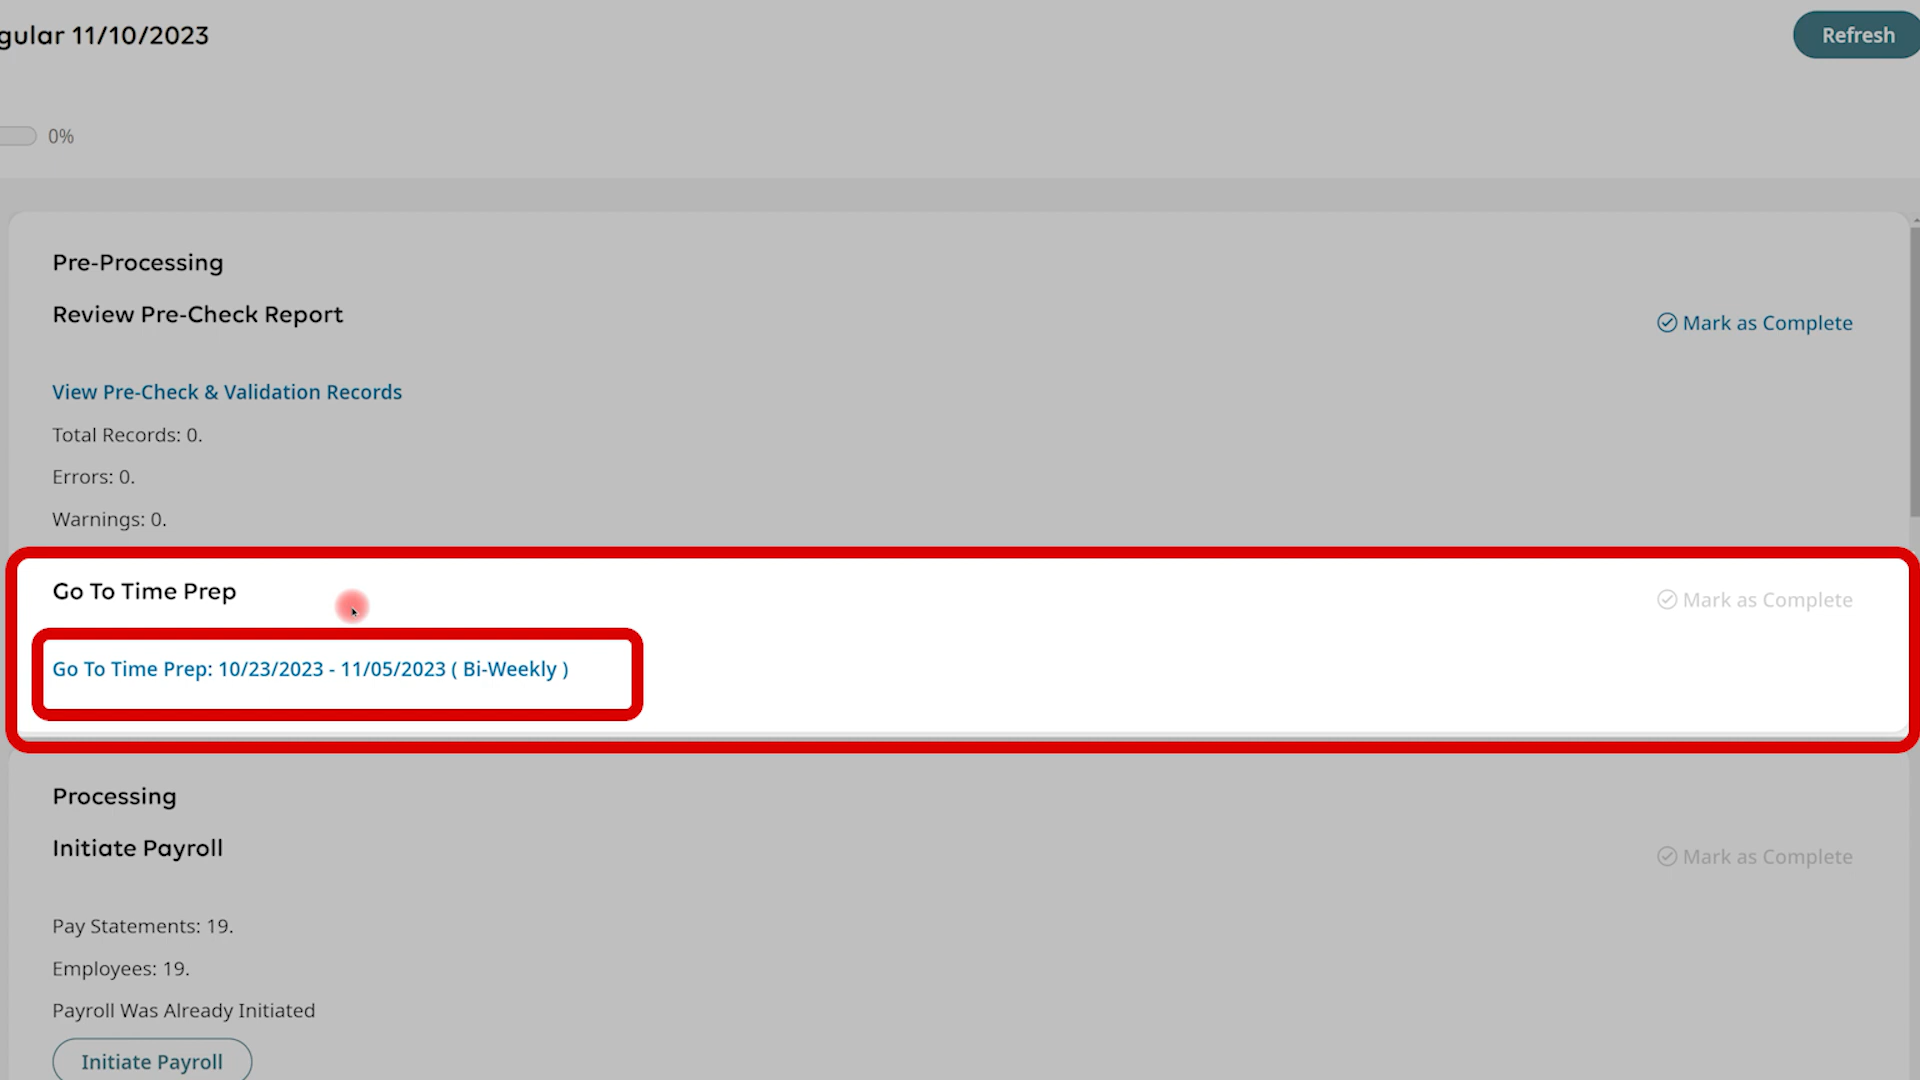 gular 11/10/2023
Refresh
0%
Pre-Processing
Review Pre-Check Report
Mark as Complete
View Pre-Check & Validation Records
Total Records: 0.
Errors: 0.
Warnings: 0.
Go To Time Prep
Mark as Complete
Go To Time Prep: 10/23/2023 - 11/05/2023 ( Bi-Weekly )
Processing
Initiate Payroll
Mark as Complete
Pay Statements: 19.
Employees: 19.
Payroll Was Already Initiated
Initiate Payroll